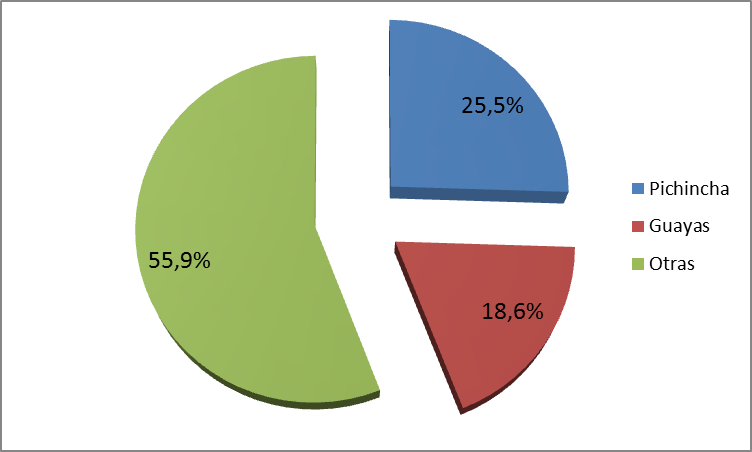 25,5%
18,6%
55,9%
Pichincha
Guayas
Otras